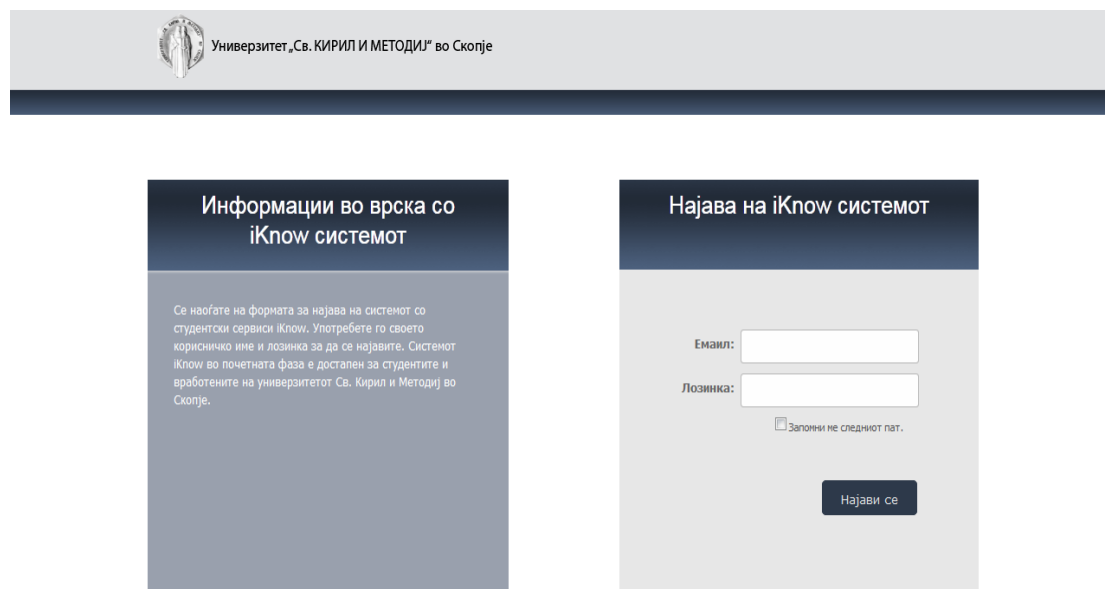 Универзитет „Св. КИРИЛ И МЕТОДИЈ“ во Скопје
Информации во врска со
iKnow системот
Се наоѓате на формата за најава на системот со
студентски сервиси iKnow. Употребете го своето
корисничко име и лозинка за да се најавите. Системот
iKnow во почетната фаза е достапен за студентите и
вработените на универзитетот Св. Кирил и Методиј во
Скопје.
Најава на iKnow системот
Емаил:
Лозинка:
Запомни ме следниот пат.
Најави се